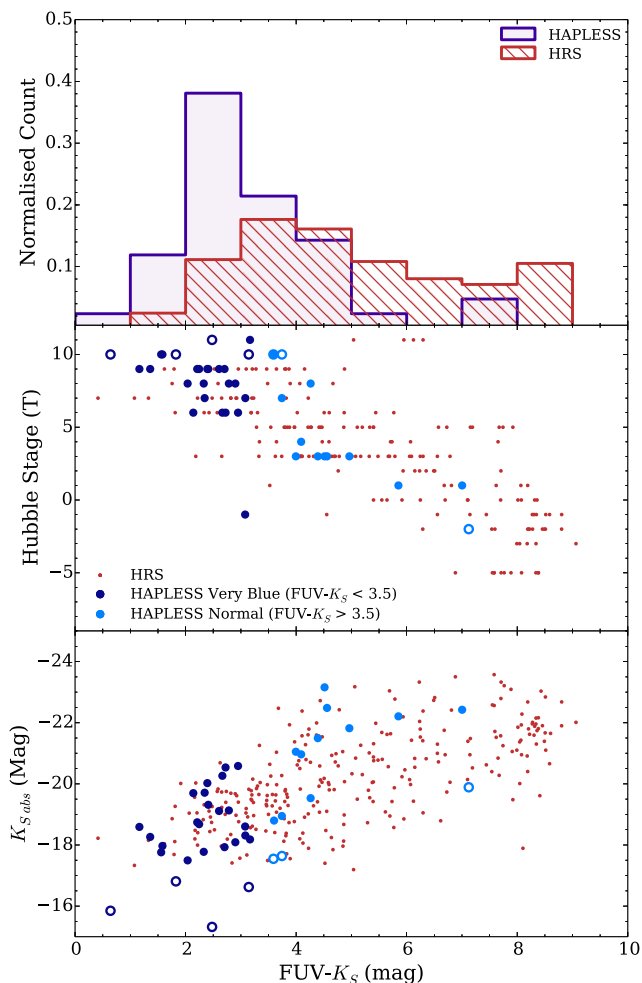 0.5
HAPLESS
HRS
0.4
0.3
0.2
0.1
Normalised Count
10
5
0
−5
Hubble Stage (T)
HRS
HAPLESS Very Blue (FUV-K_S < 3.5)
HAPLESS Normal (FUV-K_S > 3.5)
−24
−22
−20
−18
−16
K_S abs (Mag)
0 2 4 6 8 10
FUV-K_S (mag)